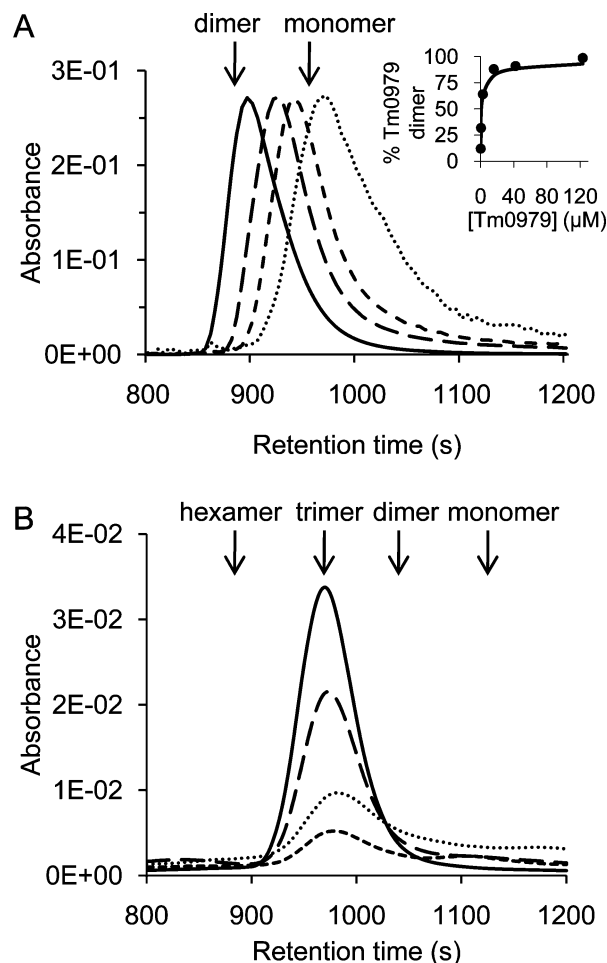 A
dimer monomer
3E-01
2E-01
1E-01
0E+00
Absorbance
800 900 1000 1100 1200
Retention time (s)
% Tm0979
dimer
100
75
50
25
0
0 40 80 120
[Tm0979] (µM)
B
hexamer trimer dimer monomer
4E-02
3E-02
2E-02
1E-02
0E+00
Absorbance
800 900 1000 1100 1200
Retention time (s)